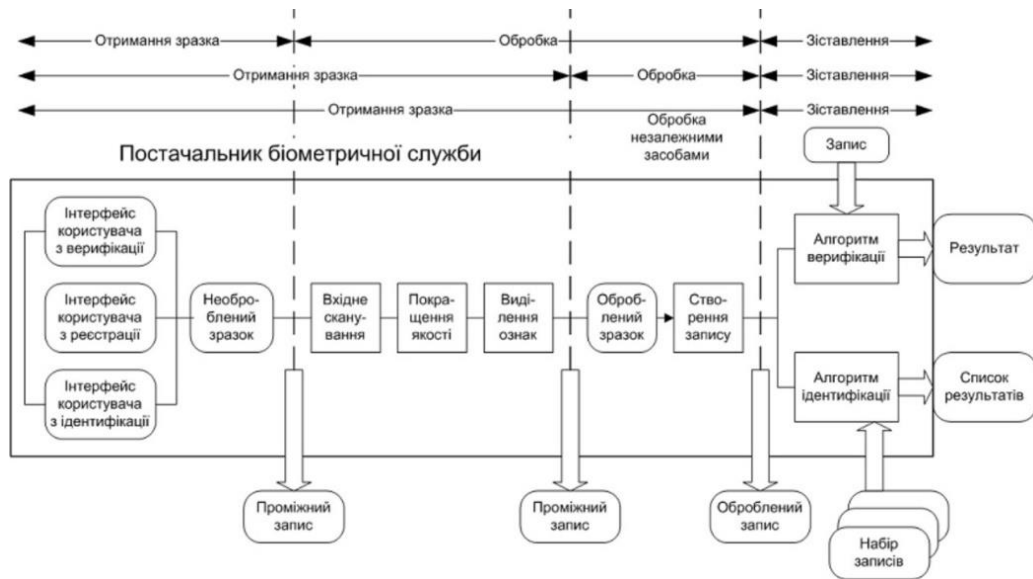 Отримання зразка
Обробка
Зіставлення
Отримання зразка
Обробка
Зіставлення
Отримання зразка
Зіставлення
Обробка
незалежними
засобами
Запис
Постачальник біометричної служби
Інтерфейс
користувача
з верифікації
Інтерфейс
користувача
з реєстрації
Інтерфейс
користувача
з ідентифікації
Необро-
блений
зразок
Вхідне
скану-
вання
Покра-
щення
якості
Виді-
лення
ознак
Оброб-
лений
зразок
Ство-
рення
запису
Алгоритм
верифікації
Результат
Алгоритм
ідентифікації
Список
результатів
Проміжний
запис
Проміжний
запис
Оброблений
запис
Набір
записів